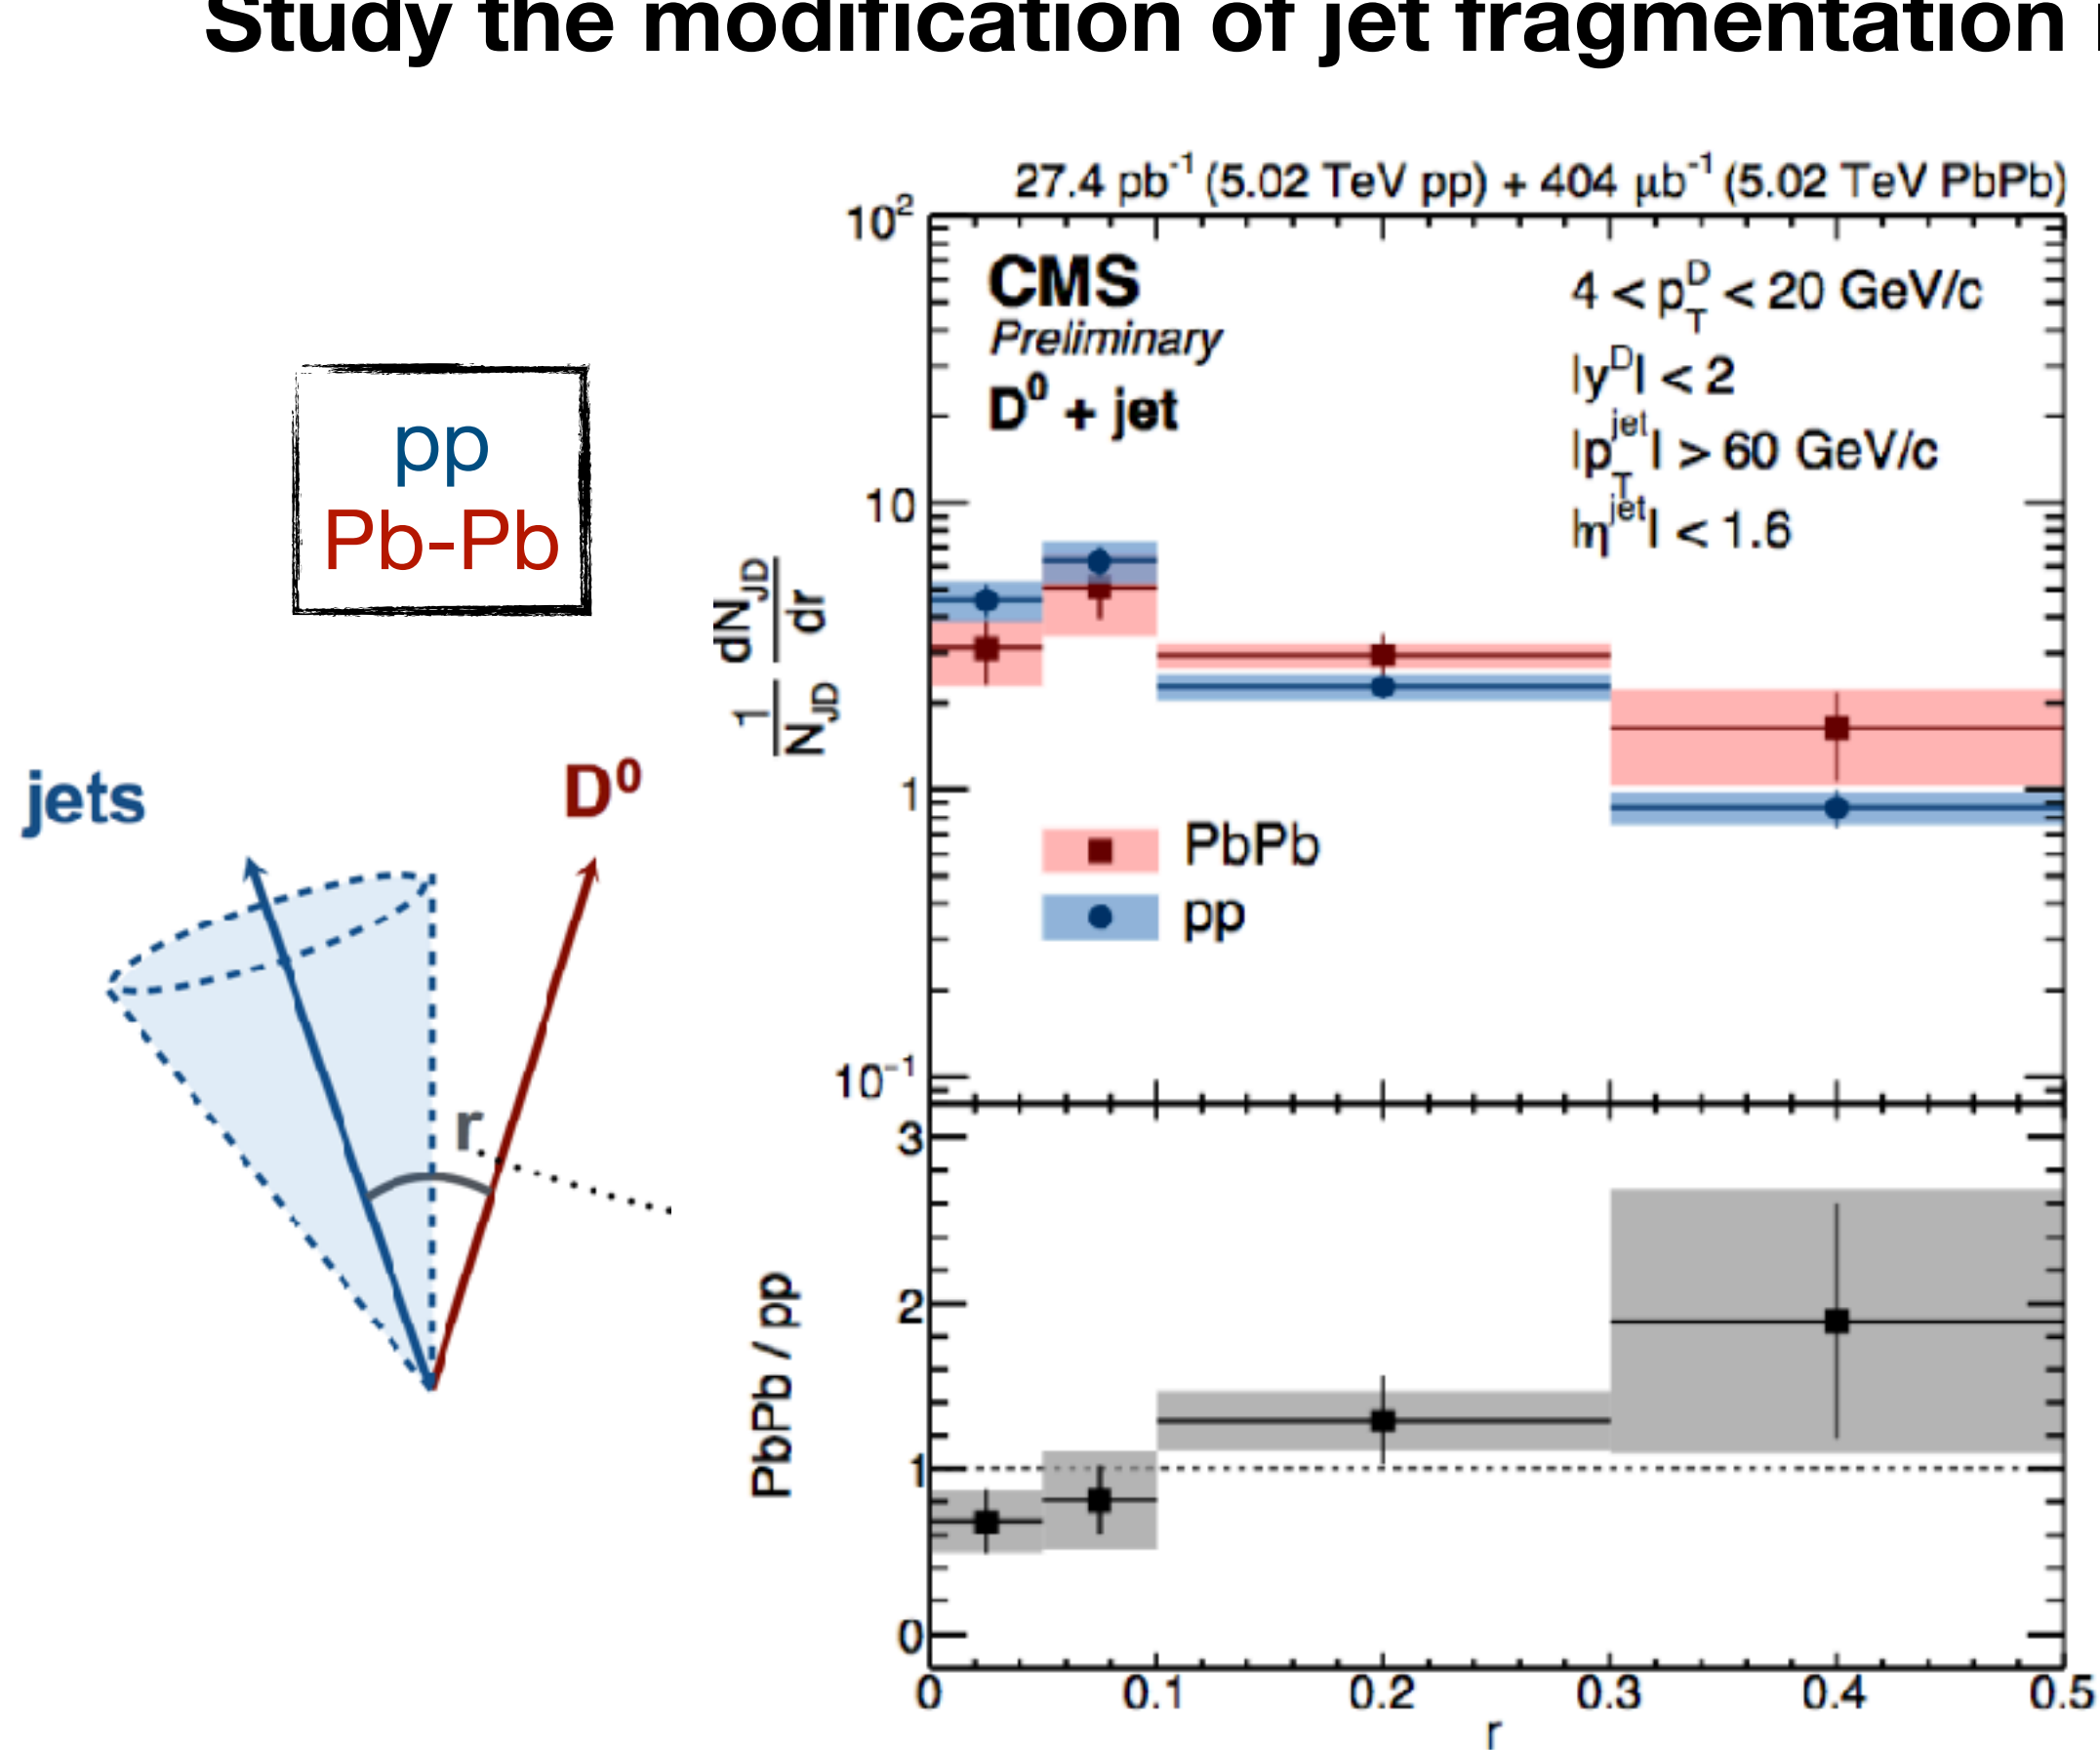 Study the modification of jet fragmentation
27.4 pb⁻¹ (5.02 TeV pp) + 404 μb⁻¹ (5.02 TeV PbPb)
10²
CMS
Preliminary
D⁰ + jet
4 < p_T^D < 20 GeV/c
|y^D| < 2
|p_T^jet| > 60 GeV/c
|η^jet| < 1.6
pp
Pb-Pb
10
1/N_JD dN_JD/dr
1
PbPb
pp
10⁻¹
jets
D⁰
r
3
2
1
0
PbPb / pp
0 0.1 0.2 0.3 0.4 0.5
r